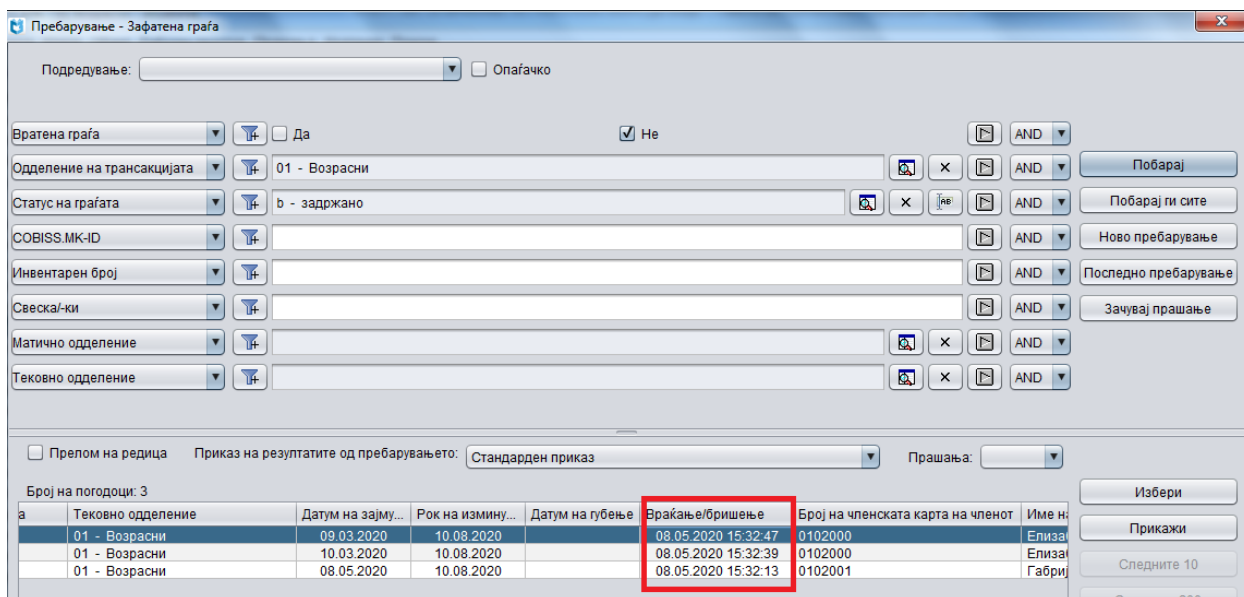 Пребарување - Зафатена граѓа
Подредување: Опаѓачко
Вратена граѓа Да Не AND
Одделение на трансакцијата 01 - Возрасни AND Побарај
Статус на граѓата b - задржано AND Побарај ги сите
COBISS.MK-ID AND Ново пребарување
Инвентарен број AND Последно пребарување
Свеска/-ки AND Зачувај прашање
Матично одделение AND
Тековно одделение AND
Прелом на редица Приказ на резултатите од пребарувањето: Стандарден приказ Прашања:
Број на погодоци: 3 Избери
а Тековно одделение Датум на зајму... Рок на измину... Датум на губење Враќање/бришење Број на членската карта на членот Име н
01 - Возрасни 09.03.2020 10.08.2020 08.05.2020 15:32:47 0102000 Елиза Прикажи
01 - Возрасни 10.03.2020 10.08.2020 08.05.2020 15:32:39 0102000 Елиза
01 - Возрасни 08.05.2020 10.08.2020 08.05.2020 15:32:13 0102001 Габриј Следните 10